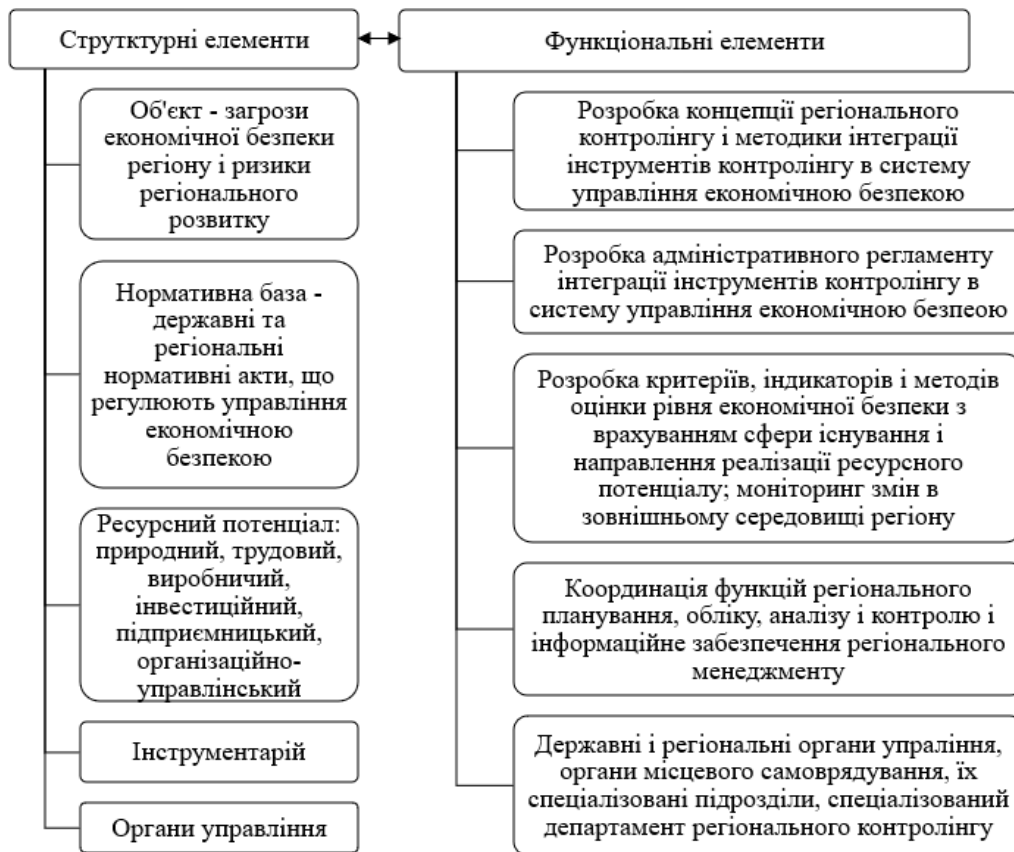 Струтктурні елементи
Функціональні елементи
Об'єкт - загрози
економічної безпеки
регіону і ризики
регіонального
розвитку
Нормативна база -
державні та
регіональні
нормативні акти, що
регулюють управління
економічною
безпекою
Ресурсний потенціал:
природний, трудовий,
виробничий,
інвестиційний,
підприємницький,
організаційно-
управлінський
Інструментарій
Органи управління
Розробка концепції регіонального
контролінгу і методики інтеграції
інструментів контролінгу в систему
управління економічною безпекою
Розробка адміністративного регламенту
інтеграції інструментів контролінгу в
систему управління економічною безпеою
Розробка критеріїв, індикаторів і методів
оцінки рівня економічної безпеки з
врахуванням сфери існування і
направлення реалізації ресурсного
потенціалу; моніторинг змін в
зовнішньому середовищі регіону
Координація функцій регіонального
планування, обліку, аналізу і контролю і
інформаційне забезпечення регіонального
менеджменту
Державні і регіональні органи упраління,
органи місцевого самоврядування, їх
спеціалізовані підрозділи, спеціалізований
департамент регіонального контролінгу